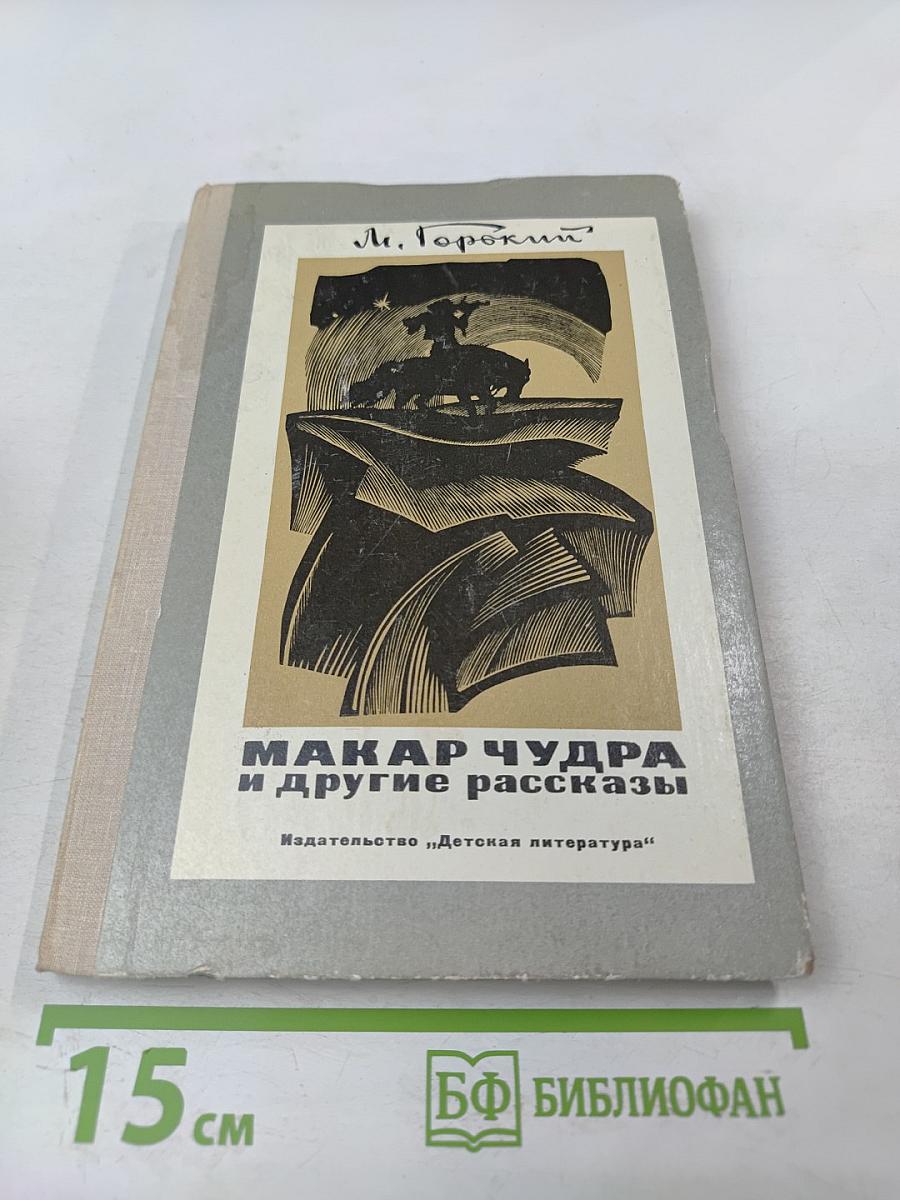 М. Горький
МАКАР ЧУДРА
и другие рассказы
Издательство „Детская литература“
15 см
БФ БИБЛИОФАН